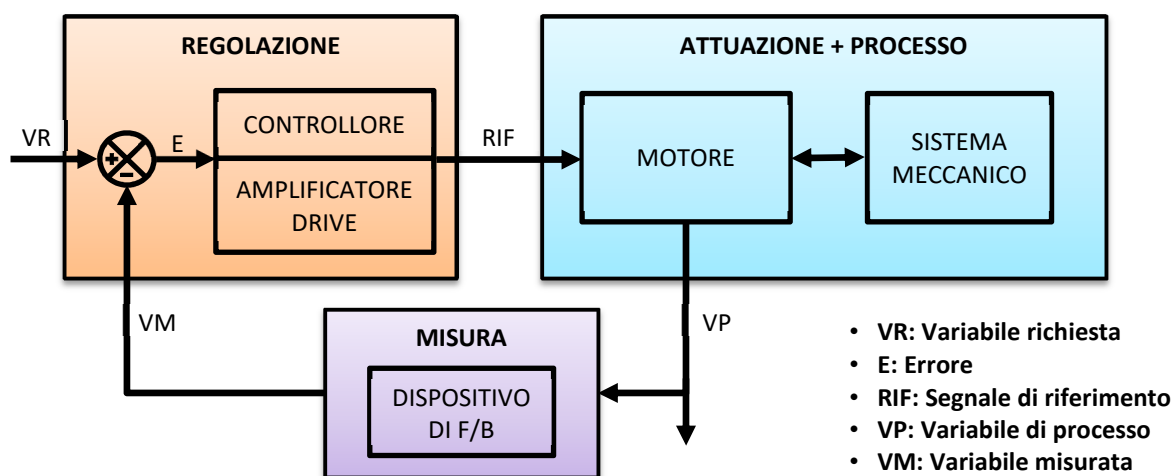 REGOLAZIONE
ATTUAZIONE + PROCESSO
VR
+
-
E
CONTROLLORE
AMPLIFICATORE
DRIVE
RIF
MOTORE
SISTEMA
MECCANICO
VM
MISURA
DISPOSITIVO
DI F/B
VP
• VR: Variabile richiesta
• E: Errore
• RIF: Segnale di riferimento
• VP: Variabile di processo
• VM: Variabile misurata